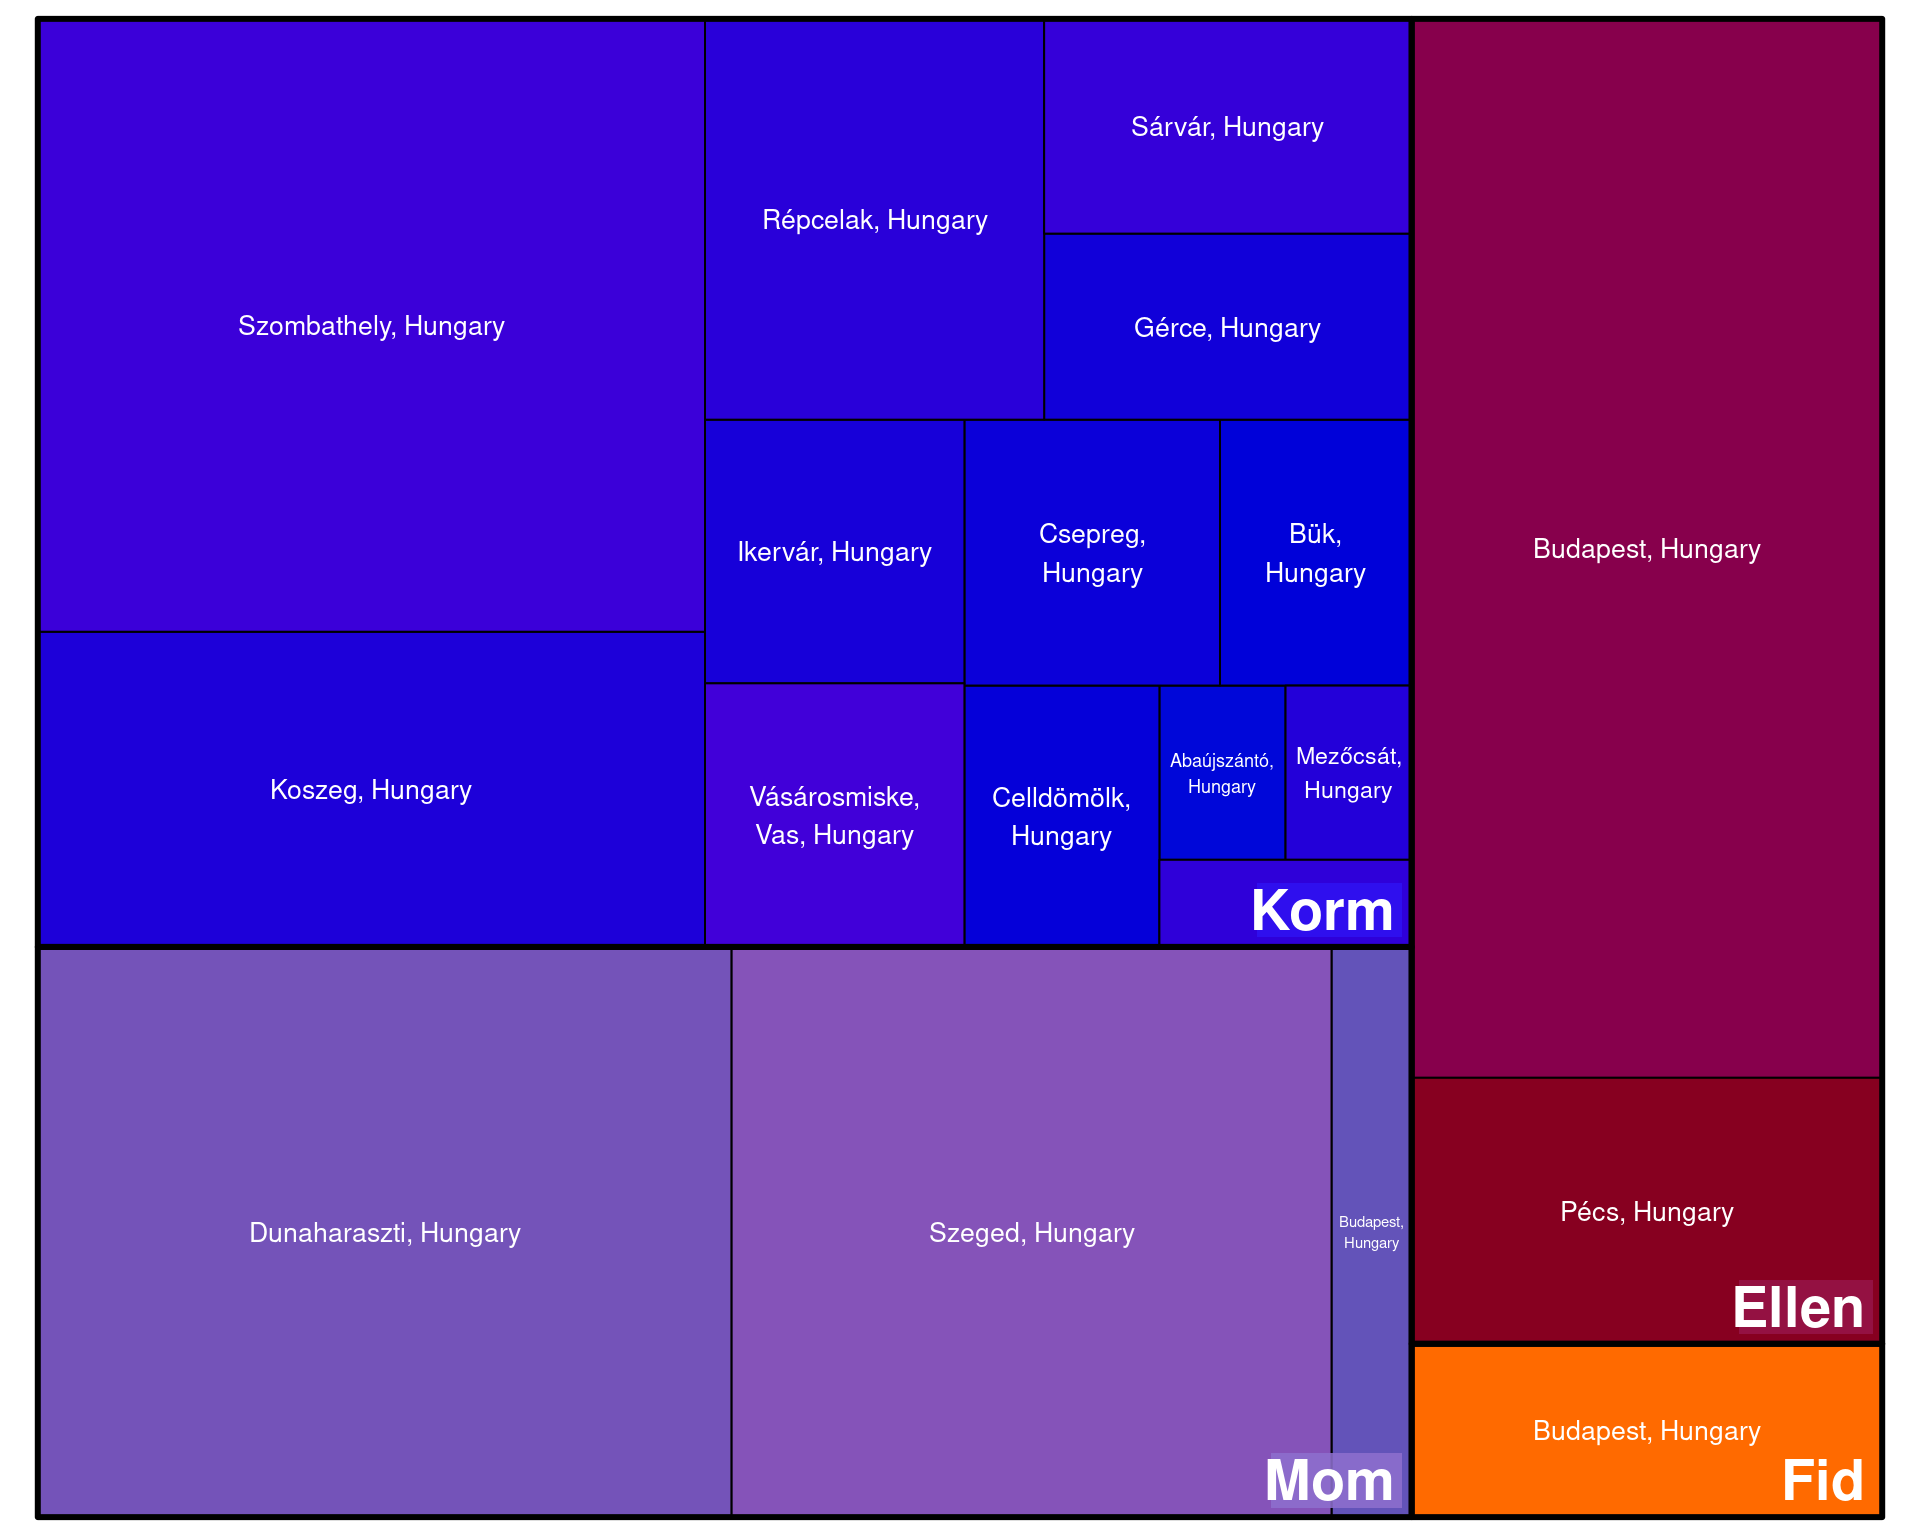 Szombathely, Hungary
Koszeg, Hungary
Répcelak, Hungary
Sárvár, Hungary
Gérce, Hungary
Ikervár, Hungary
Csepreg,
Hungary
Bük,
Hungary
Vásárosmiske,
Vas, Hungary
Celldömölk,
Hungary
Abaújszántó,
Hungary
Mezőcsát,
Hungary
Korm
Dunaharaszti, Hungary
Szeged, Hungary
Budapest,
Hungary
Mom
Budapest, Hungary
Pécs, Hungary
Ellen
Budapest, Hungary
Fid